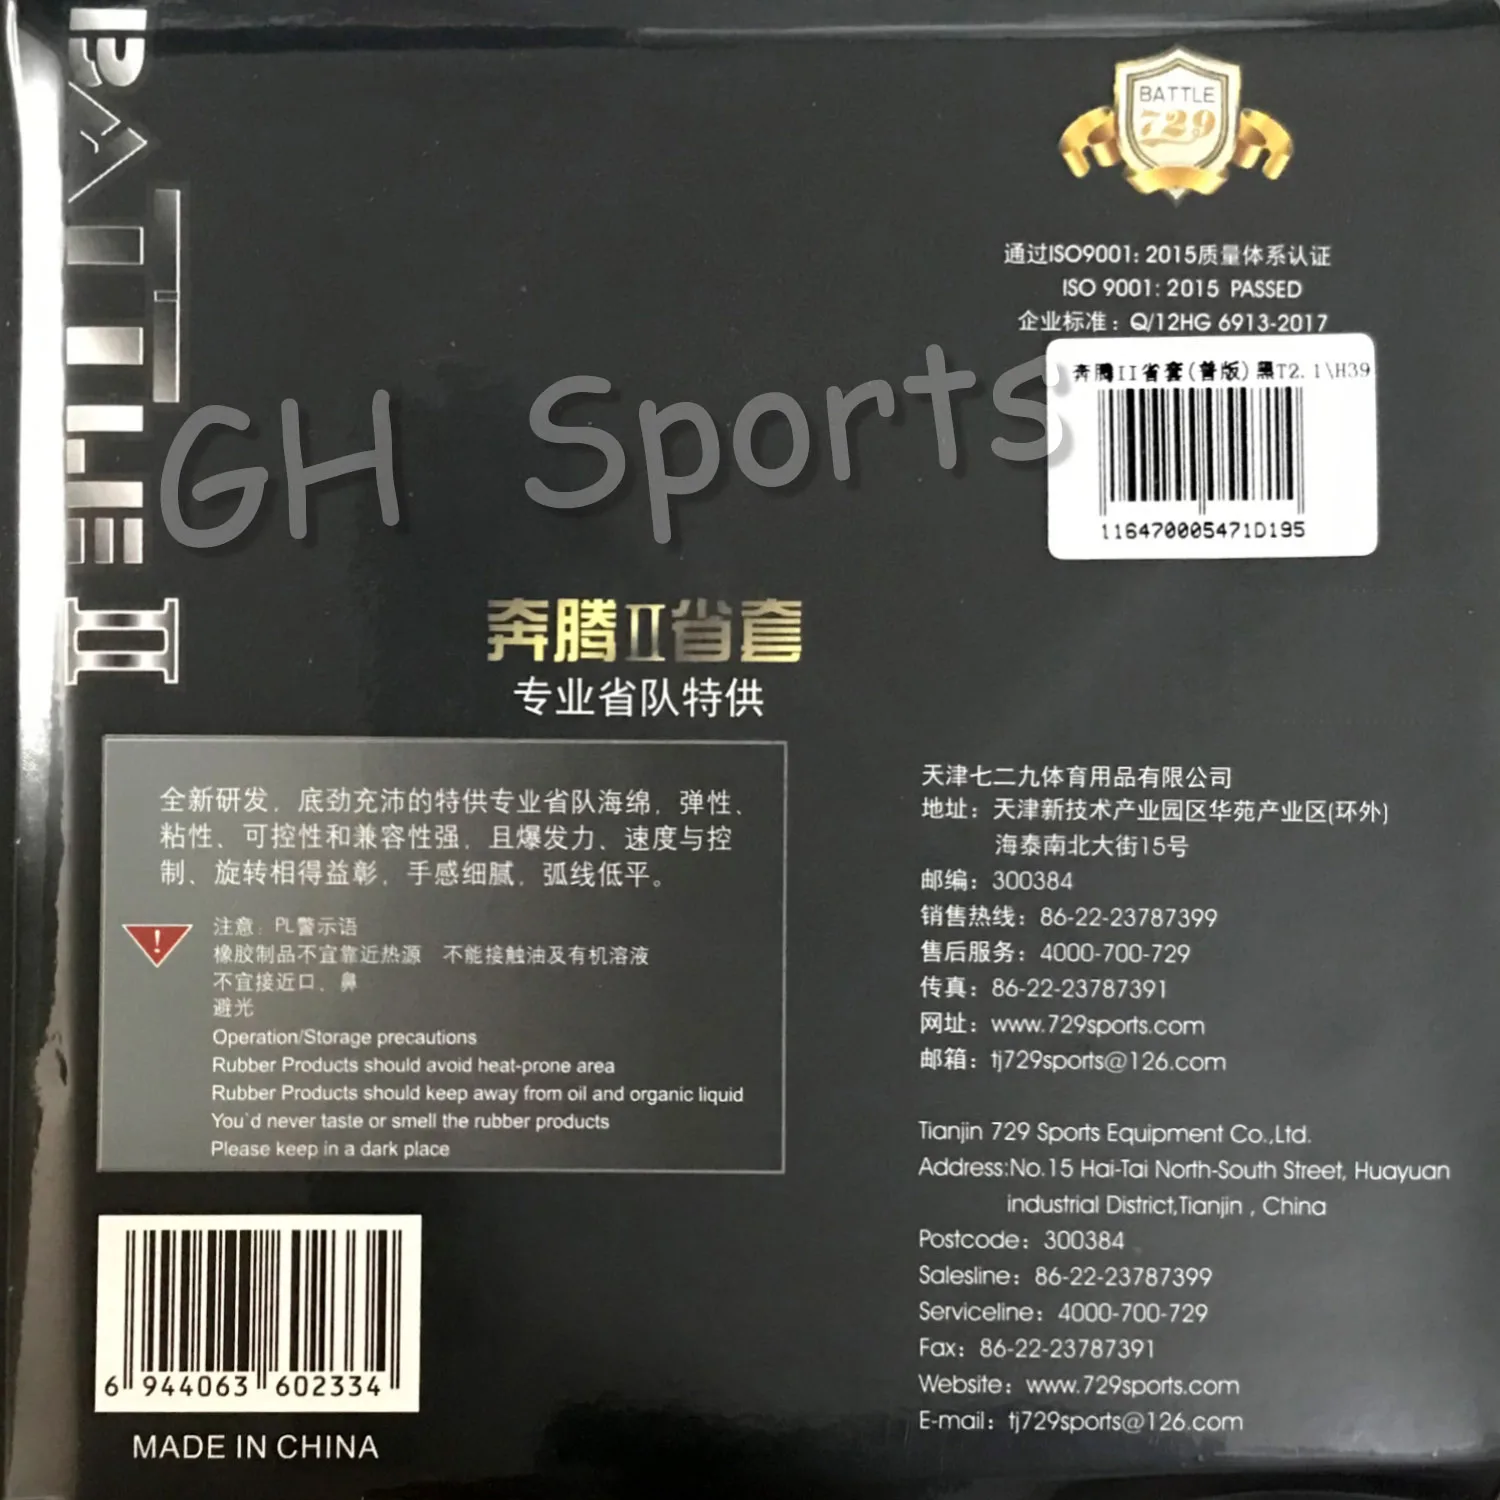 BATTLE II
BATTLE
729
通过ISO9001: 2015质量体系认证
ISO 9001: 2015 PASSED
企业标准：Q/12HG 6913-2017
奔腾II省套(普版)黑T2.1\H39
116470005471D195
GH Sports
奔腾II省套
专业省队特供
全新研发，底劲充沛的特供专业省队海绵，弹性、
粘性、可控性和兼容性强，且爆发力、速度与控
制、旋转相得益彰，手感细腻，弧线低平。
注意：PL警示语
橡胶制品不宜靠近热源　不能接触油及有机溶液
不宜接近口、鼻
避光
Operation/Storage precautions
Rubber Products should avoid heat-prone area
Rubber Products should keep away from oil and organic liquid
You`d never taste or smell the rubber products
Please keep in a dark place
6 944063 602334
MADE IN CHINA
天津七二九体育用品有限公司
地址：天津新技术产业园区华苑产业区(环外)
海泰南北大街15号
邮编：300384
销售热线：86-22-23787399
售后服务：4000-700-729
传真：86-22-23787391
网址：www.729sports.com
邮箱：tj729sports@126.com
Tianjin 729 Sports Equipment Co.,Ltd.
Address:No.15 Hai-Tai North-South Street, Huayuan
industrial District,Tianjin , China
Postcode：300384
Salesline：86-22-23787399
Serviceline：4000-700-729
Fax：86-22-23787391
Website：www.729sports.com
E-mail：tj729sports@126.com